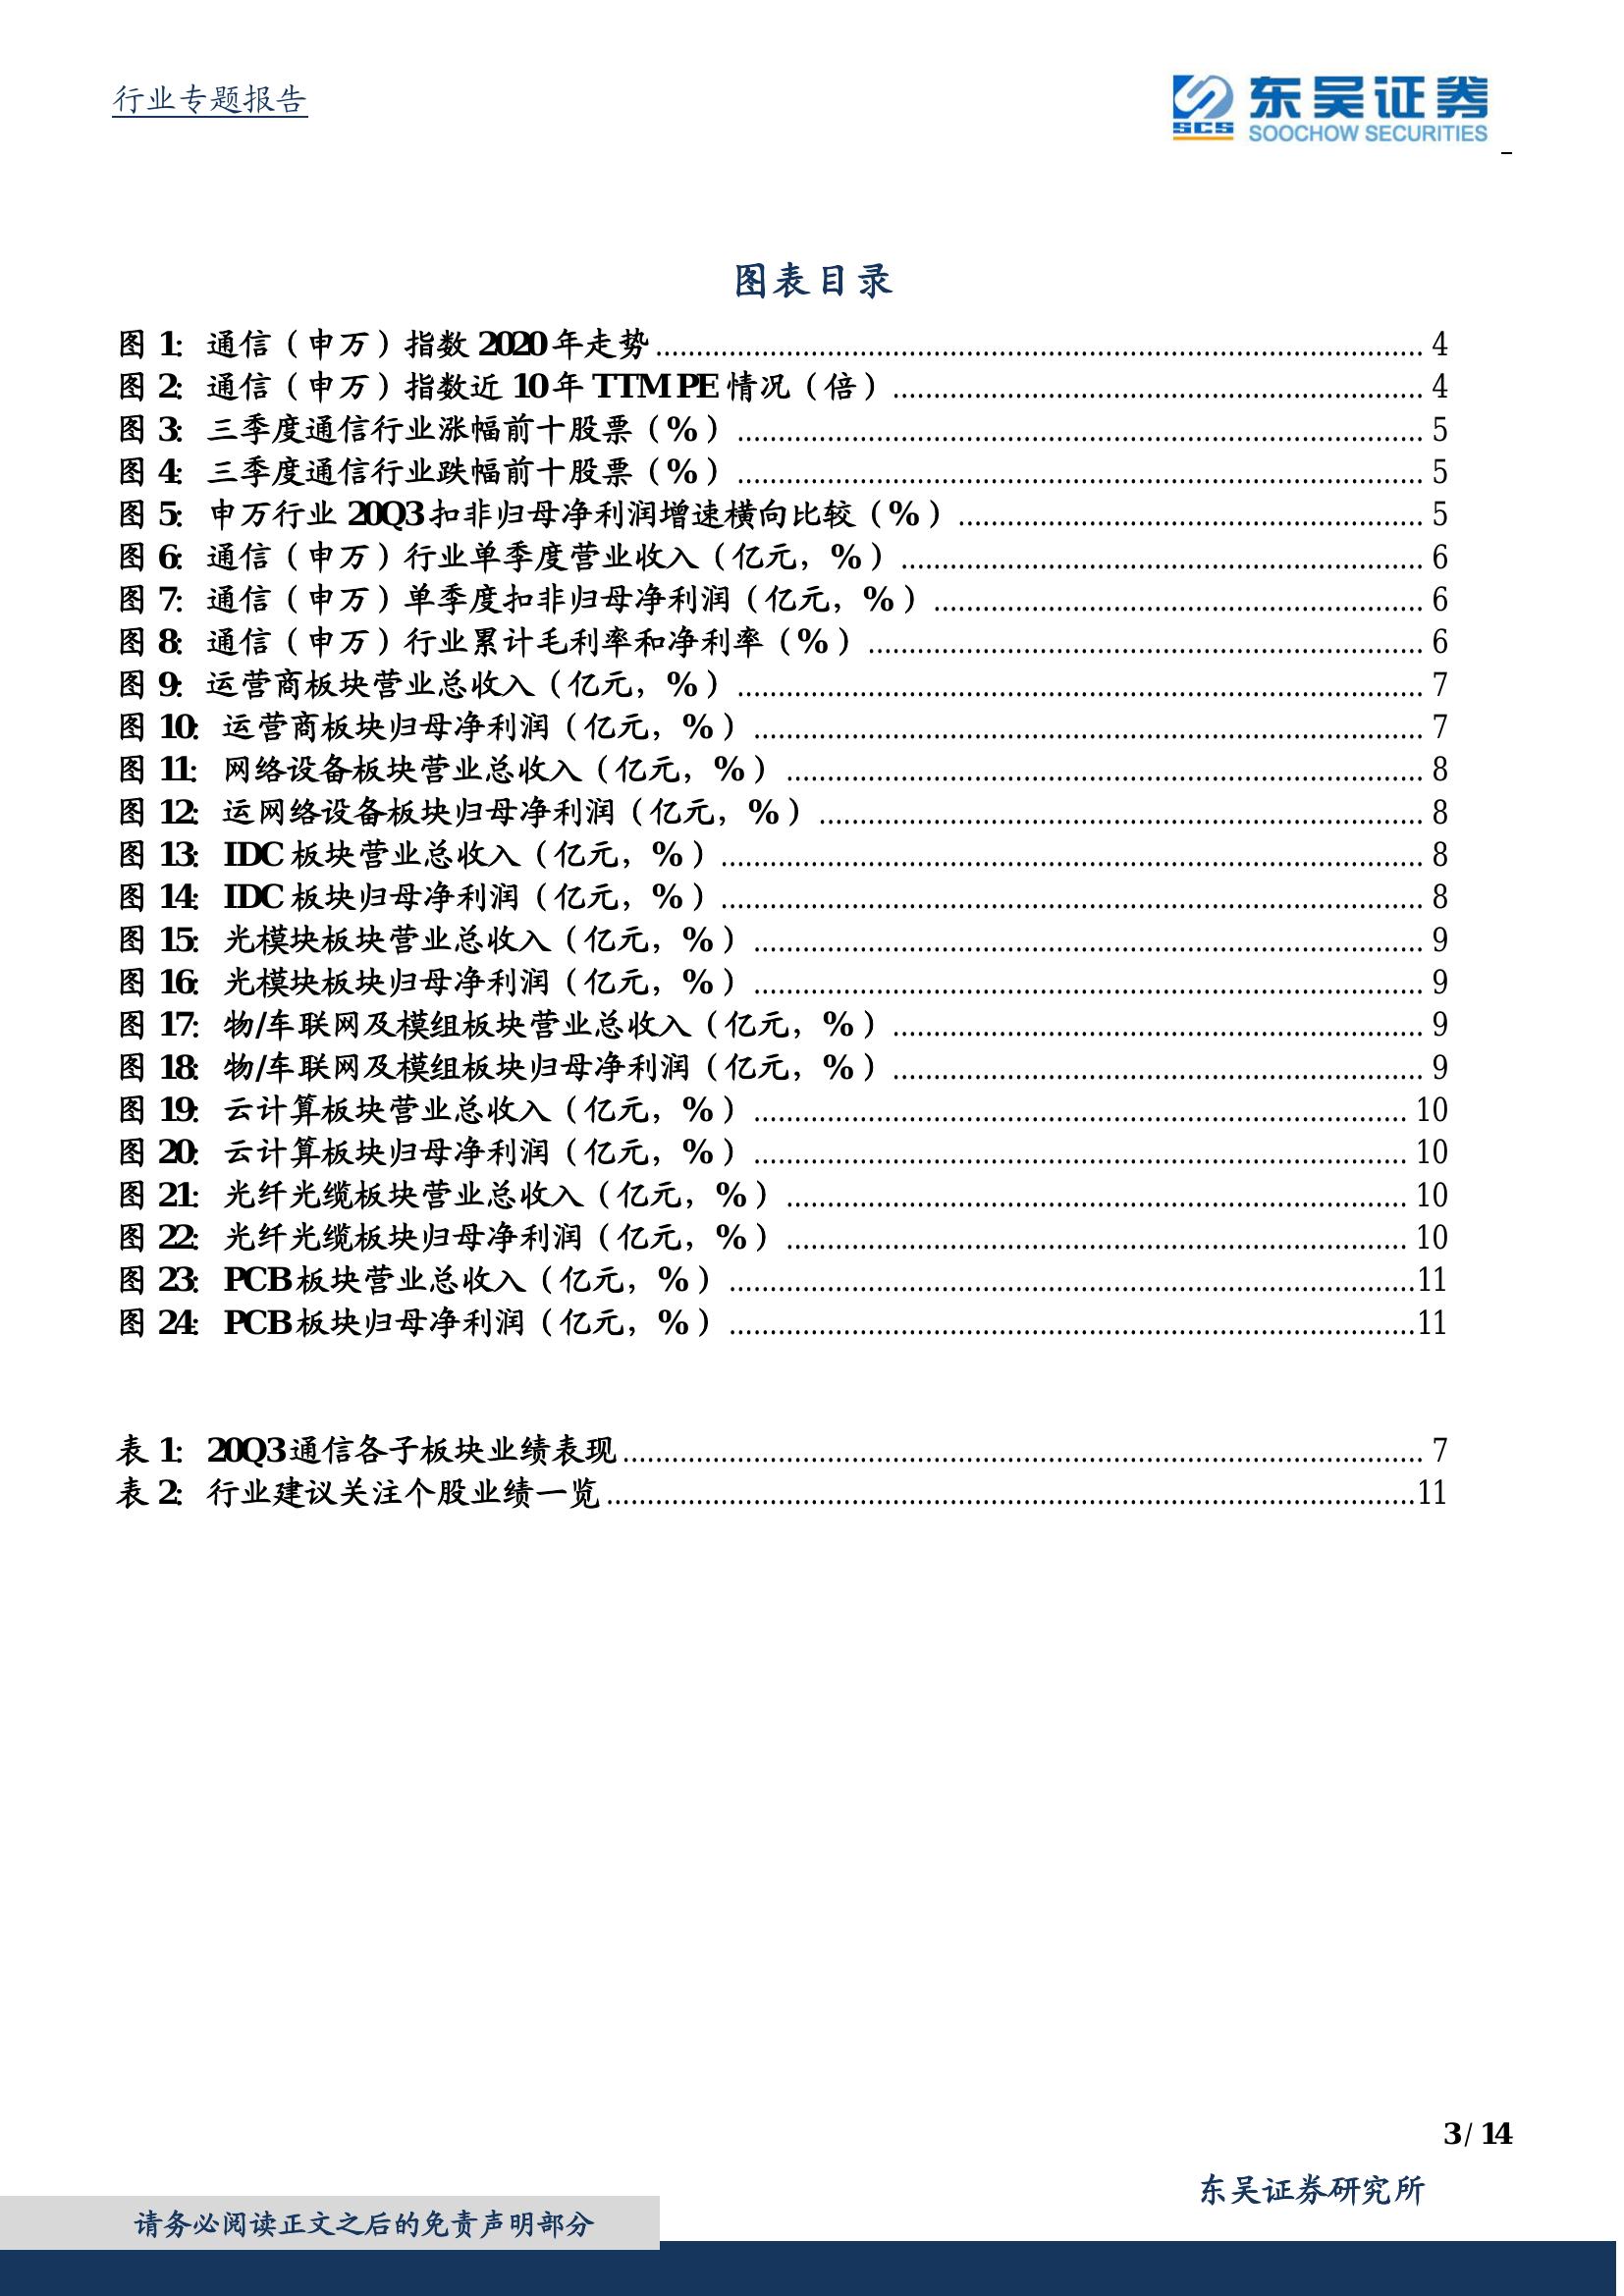 行业专题报告
东吴证券
SCS
SOOCHOW SECURITIES
图表目录
图 1: 通信（申万）指数 2020 年走势 4
图 2: 通信（申万）指数近 10 年 TTM PE 情况（倍） 4
图 3: 三季度通信行业涨幅前十股票（%） 5
图 4: 三季度通信行业跌幅前十股票（%） 5
图 5: 申万行业 20Q3 扣非归母净利润增速横向比较（%） 5
图 6: 通信（申万）行业单季度营业收入（亿元，%） 6
图 7: 通信（申万）单季度扣非归母净利润（亿元，%） 6
图 8: 通信（申万）行业累计毛利率和净利率（%） 6
图 9: 运营商板块营业总收入（亿元，%） 7
图 10: 运营商板块归母净利润（亿元，%） 7
图 11: 网络设备板块营业总收入（亿元，%） 8
图 12: 运网络设备板块归母净利润（亿元，%） 8
图 13: IDC 板块营业总收入（亿元，%） 8
图 14: IDC 板块归母净利润（亿元，%） 8
图 15: 光模块板块营业总收入（亿元，%） 9
图 16: 光模块板块归母净利润（亿元，%） 9
图 17: 物/车联网及模组板块营业总收入（亿元，%） 9
图 18: 物/车联网及模组板块归母净利润（亿元，%） 9
图 19: 云计算板块营业总收入（亿元，%） 10
图 20: 云计算板块归母净利润（亿元，%） 10
图 21: 光纤光缆板块营业总收入（亿元，%） 10
图 22: 光纤光缆板块归母净利润（亿元，%） 10
图 23: PCB 板块营业总收入（亿元，%） 11
图 24: PCB 板块归母净利润（亿元，%） 11
表 1: 20Q3 通信各子板块业绩表现 7
表 2: 行业建议关注个股业绩一览 11
3 / 14
东吴证券研究所
请务必阅读正文之后的免责声明部分